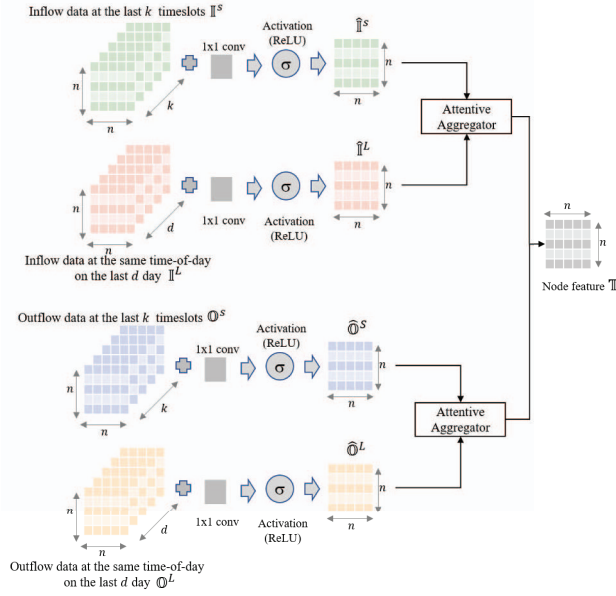 Inflow data at the last k timeslots 𝕀^S
1x1 conv
Activation
(ReLU)
σ
𝕀̂^S
n
n
k
n
n
Attentive
Aggregator
𝕀̂^L
n
n
d
1x1 conv
σ
Activation
(ReLU)
n
n
Inflow data at the same time-of-day
on the last d day 𝕀^L
n
n
Node feature 𝕋
Outflow data at the last k timeslots 𝕆^S
1x1 conv
Activation
(ReLU)
σ
𝕆̂^S
n
n
k
n
n
Attentive
Aggregator
𝕆̂^L
n
n
d
1x1 conv
σ
Activation
(ReLU)
n
n
Outflow data at the same time-of-day
on the last d day 𝕆^L